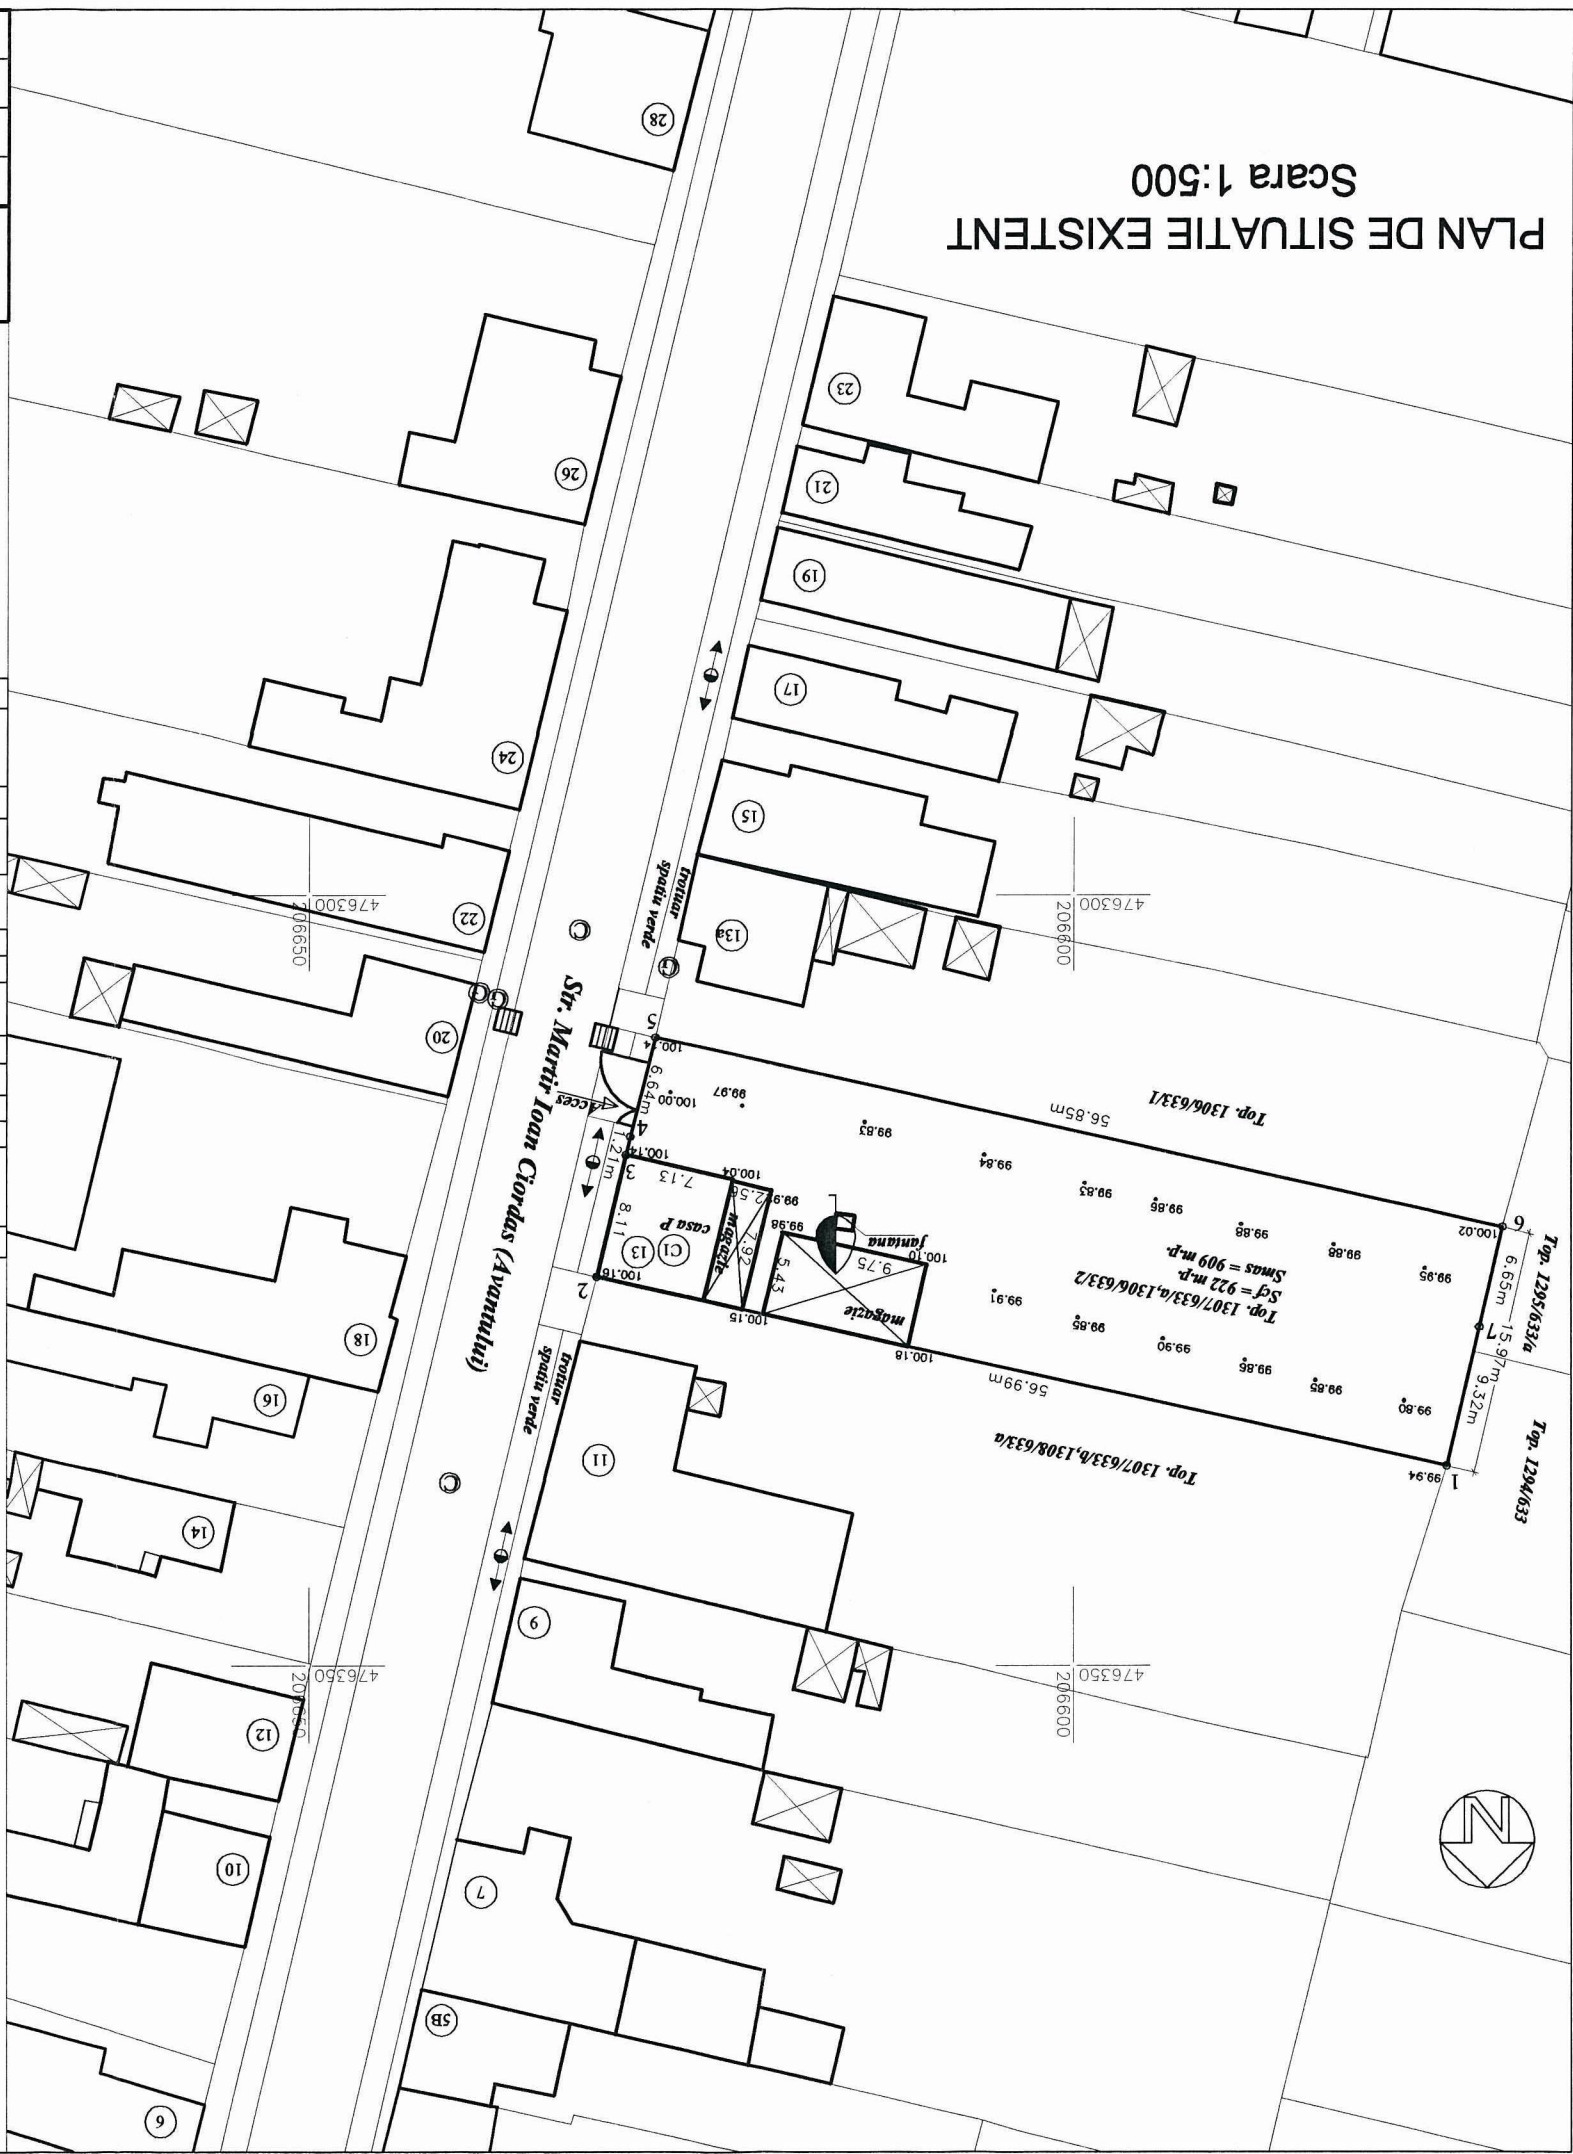 PLAN DE SITUATIE EXISTENT
Scara 1:500
N
Str. Martir Ioan Ciordas (Avantului)
Acces
trotuar
spatiu verde
trotuar
spatiu verde
6
5B
7
10
12
9
14
11
16
18
20
22
13a
15
24
17
19
21
26
23
28
476350
206600
476350
206650
476300
206600
476300
206650
Top. 1294/633
Top. 1295/633/a
Top. 1307/633/b,1308/633/a
Top. 1306/633/1
Top. 1307/633/a,1306/633/2
Scf = 922 m.p.
Smas = 909 m.p.
1
99.94
7
6
100.02
9.32m
15.97m
6.65m
56.99m
56.85m
99.80
99.85
99.86
99.90
99.85
99.91
99.95
99.88
99.88
99.86
99.83
99.84
99.83
99.97
100.00
100.18
magazie
9.75
5.43
100.10
fantana
99.98
100.15
magazie
7.92
2.56
100.04
casa P
C1
13
7.13
8.11
100.16
2
3
100.14
1.21m
4
6.64m
100.14
5
C
C
G
G
G